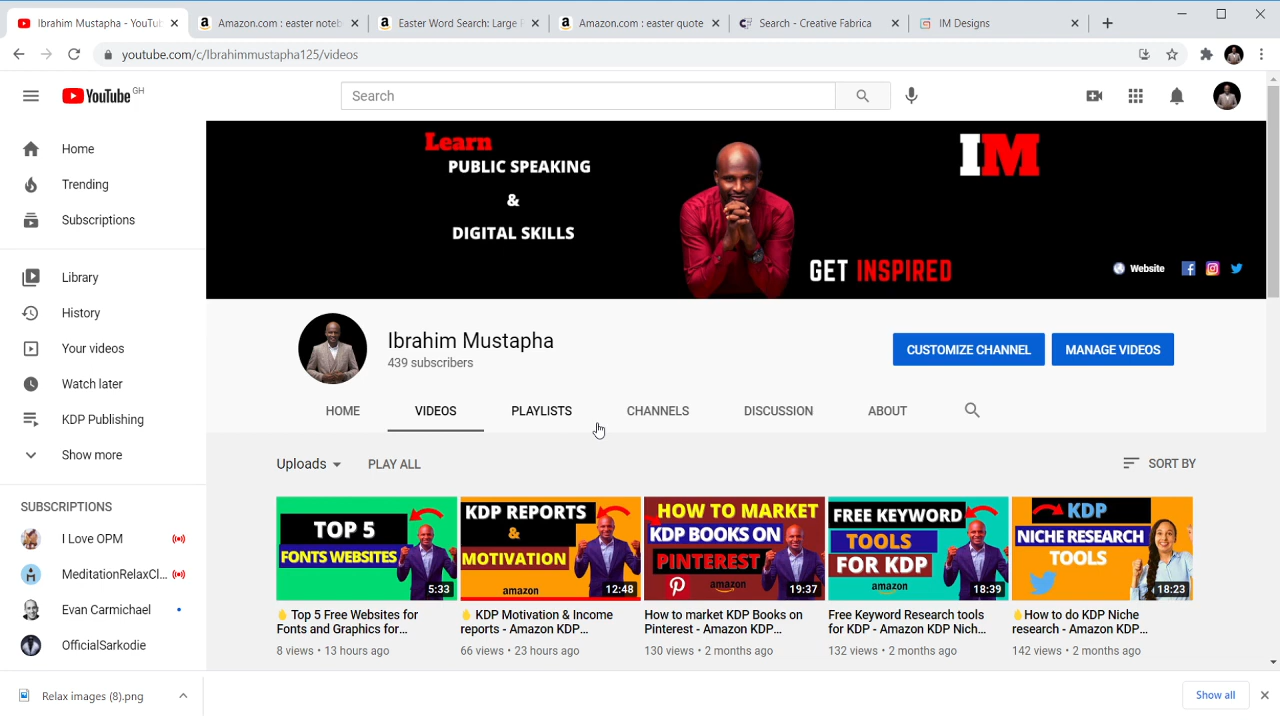 Ibrahim Mustapha - YouTub
Amazon.com : easter noteb
Easter Word Search: Large P
Amazon.com : easter quote
Search - Creative Fabrica
IM Designs
youtube.com/c/Ibrahimmustapha125/videos
YouTube GH
Search
Home
Trending
Subscriptions
Library
History
Your videos
Watch later
KDP Publishing
Show more
SUBSCRIPTIONS
I Love OPM
MeditationRelaxCl...
Evan Carmichael
OfficialSarkodie
Learn
PUBLIC SPEAKING
&
DIGITAL SKILLS
IM
GET INSPIRED
Website
Ibrahim Mustapha
439 subscribers
CUSTOMIZE CHANNEL
MANAGE VIDEOS
HOME
VIDEOS
PLAYLISTS
CHANNELS
DISCUSSION
ABOUT
Uploads
PLAY ALL
SORT BY
TOP 5
FONTS WEBSITES
5:33
Top 5 Free Websites for
Fonts and Graphics for...
8 views • 13 hours ago
KDP REPORTS
&
MOTIVATION
amazon
12:48
KDP Motivation & Income
reports - Amazon KDP...
66 views • 23 hours ago
HOW TO MARKET
KDP BOOKS ON
PINTEREST
amazon
19:37
How to market KDP Books on
Pinterest - Amazon KDP...
130 views • 2 months ago
FREE KEYWORD
TOOLS
FOR KDP
amazon
18:39
Free Keyword Research tools
for KDP - Amazon KDP Nich...
132 views • 2 months ago
KDP
NICHE RESEARCH
TOOLS
18:23
How to do KDP Niche
research - Amazon KDP...
142 views • 2 months ago
Relax images (8).png
Show all